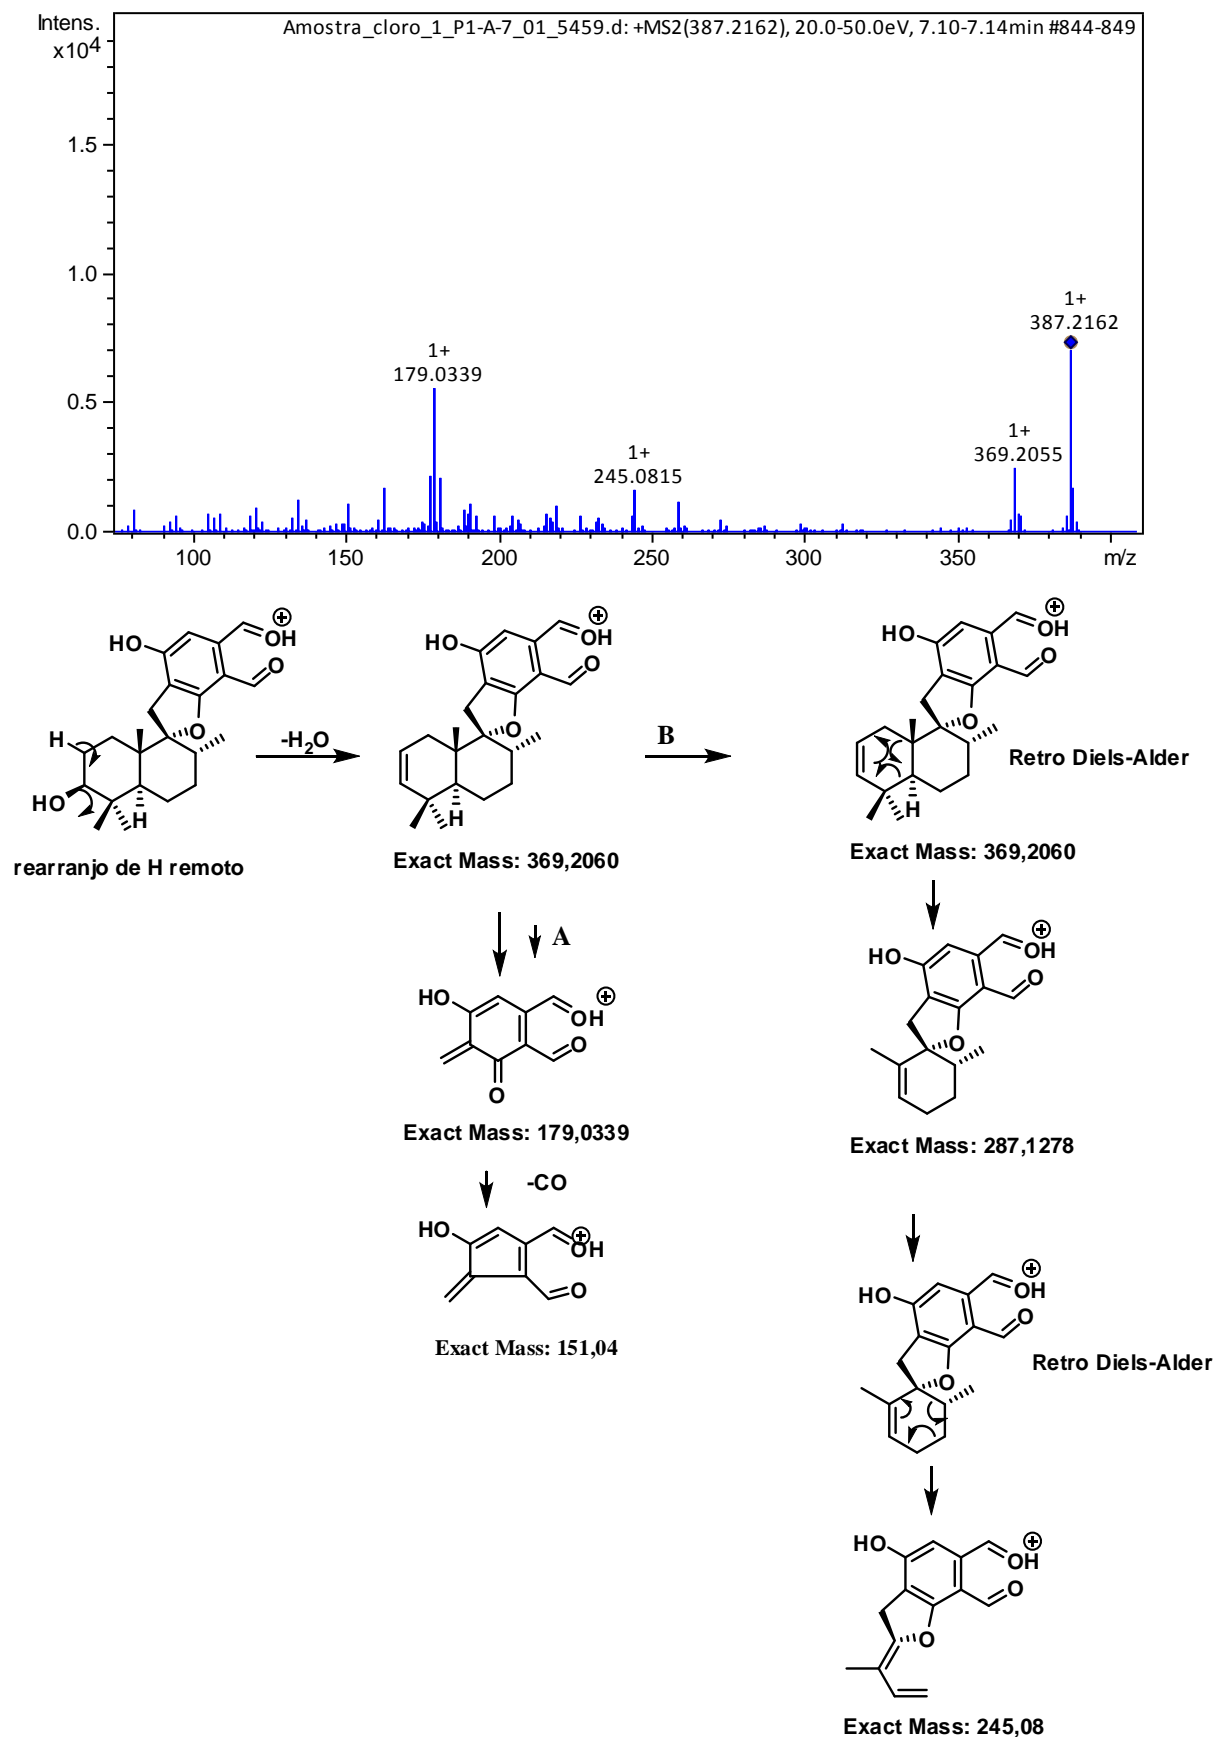 Intens.
x10⁴
Amostra_cloro_1_P1-A-7_01_5459.d: +MS2(387.2162), 20.0-50.0eV, 7.10-7.14min #844-849
1.5
1.0
0.5
0.0
1+
387.2162
1+
179.0339
1+
369.2055
1+
245.0815
100 150 200 250 300 350 m/z
HO OH O O H HO H
rearranjo de H remoto
-H₂O
HO OH O O H
Exact Mass: 369,2060
B
HO OH O O H
Retro Diels-Alder
Exact Mass: 369,2060
A
HO OH O O
Exact Mass: 179,0339
HO OH O O
Exact Mass: 287,1278
-CO
HO OH O
Exact Mass: 151,04
HO OH O O
Retro Diels-Alder
HO OH O O
Exact Mass: 245,08